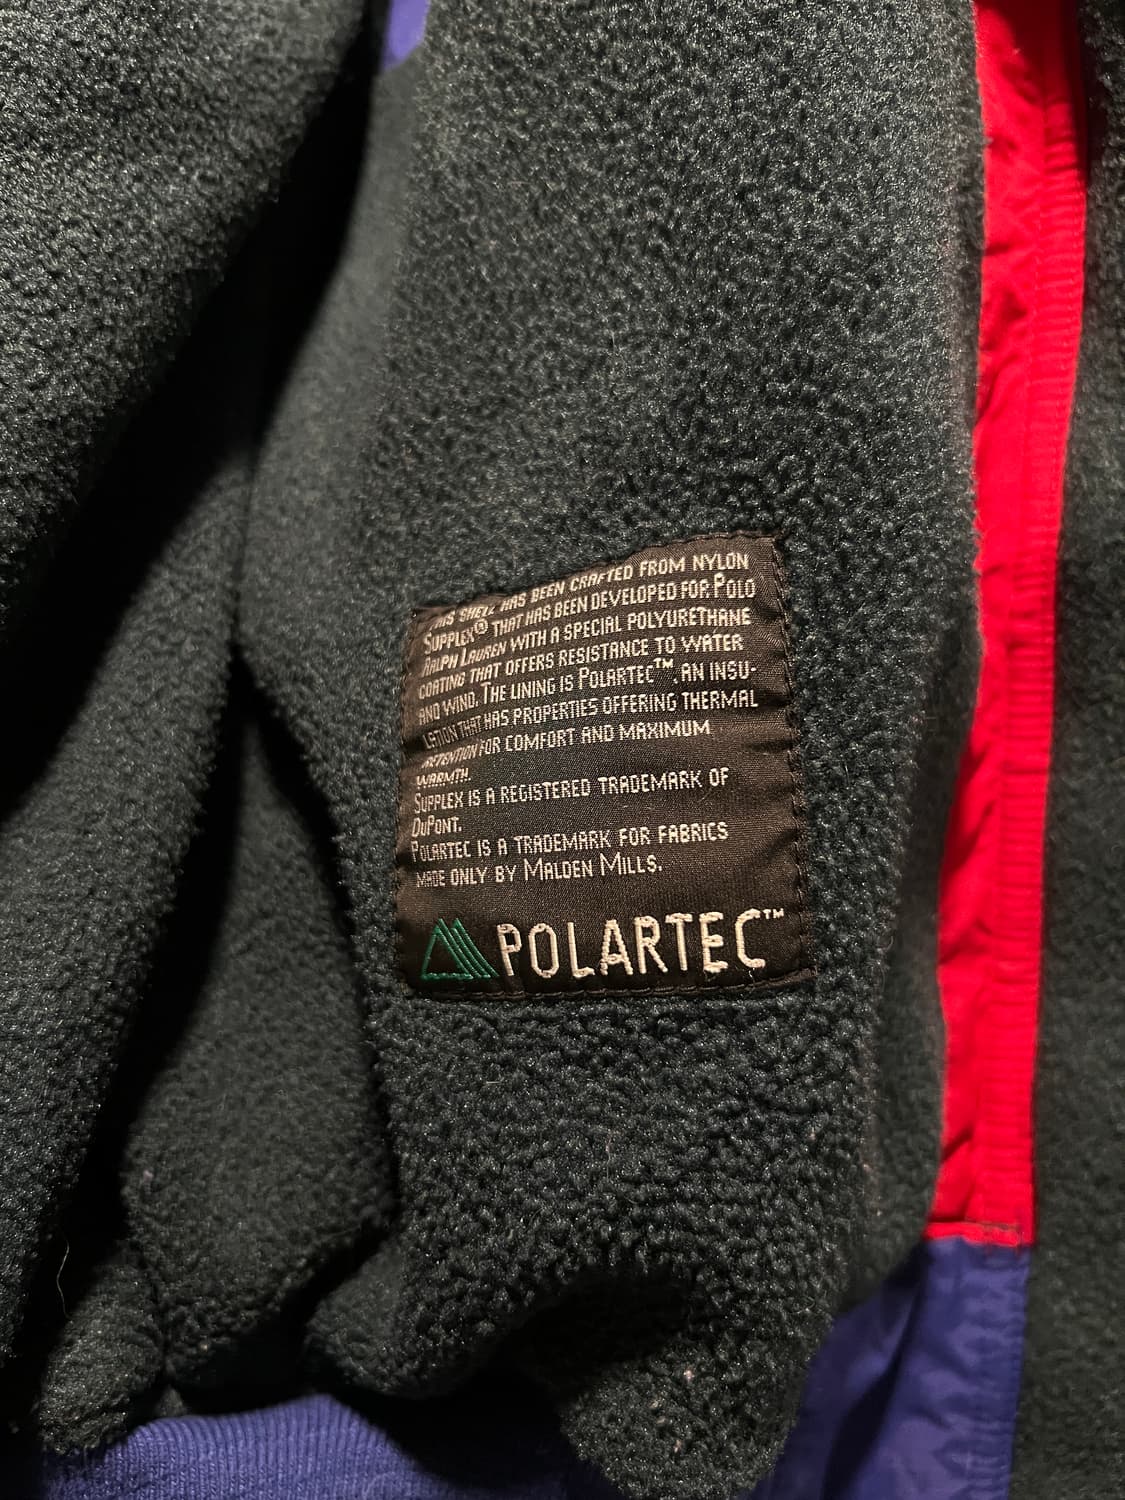 THIS SHELL HAS BEEN CRAFTED FROM NYLON
SUPPLEX® THAT HAS BEEN DEVELOPED FOR POLO
RALPH LAUREN WITH A SPECIAL POLYURETHANE
COATING THAT OFFERS RESISTANCE TO WATER
AND WIND. THE LINING IS POLARTEC™, AN INSU-
LATION THAT HAS PROPERTIES OFFERING THERMAL
RETENTION FOR COMFORT AND MAXIMUM
WARMTH.
SUPPLEX IS A REGISTERED TRADEMARK OF
DUPONT.
POLARTEC IS A TRADEMARK FOR FABRICS
MADE ONLY BY MALDEN MILLS.
POLARTEC™